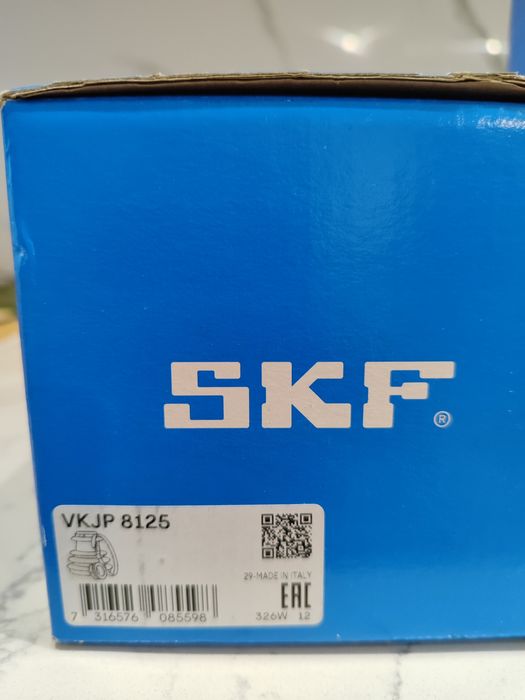 SKF®
VKJP 8125
29-MADE IN ITALY
EAC
7 316576 085598
326W 12